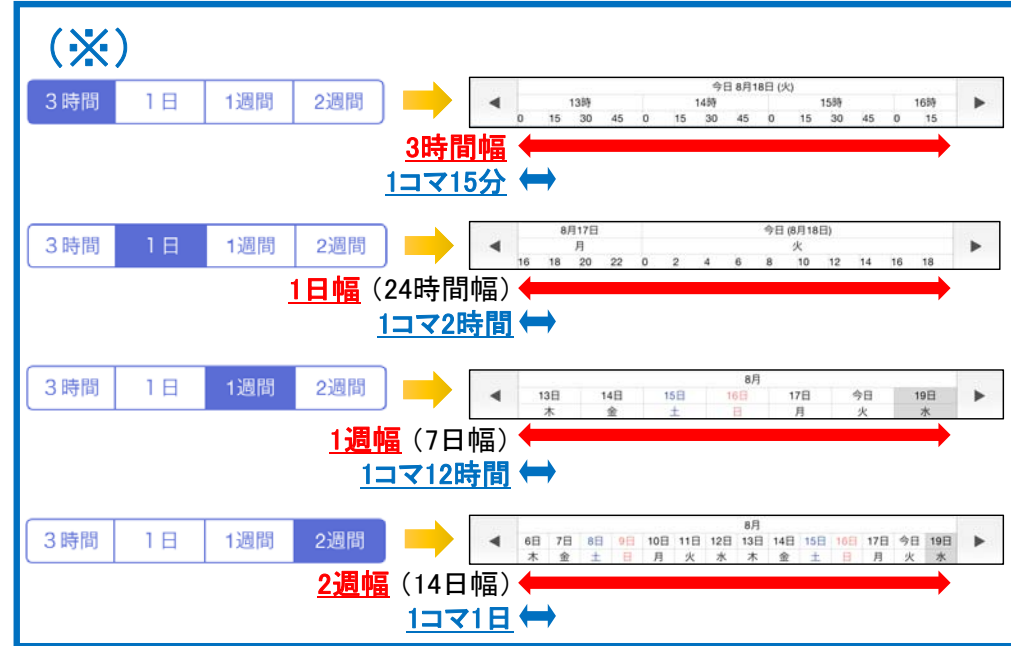 (※)
3時間 1日 1週間 2週間
今日 8月18日 (火)
◀ 13時 14時 15時 16時 ▶
0 15 30 45 0 15 30 45 0 15 30 45 0 15
3時間幅
1コマ15分
3時間 1日 1週間 2週間
8月17日 今日 (8月18日)
◀ 月 火 ▶
16 18 20 22 0 2 4 6 8 10 12 14 16 18
1日幅(24時間幅)
1コマ2時間
3時間 1日 1週間 2週間
8月
◀ 13日 14日 15日 16日 17日 今日 19日 ▶
木 金 土 日 月 火 水
1週幅(7日幅)
1コマ12時間
3時間 1日 1週間 2週間
8月
◀ 6日 7日 8日 9日 10日 11日 12日 13日 14日 15日 16日 17日 今日 19日 ▶
木 金 土 日 月 火 水 木 金 土 日 月 火 水
2週幅(14日幅)
1コマ1日